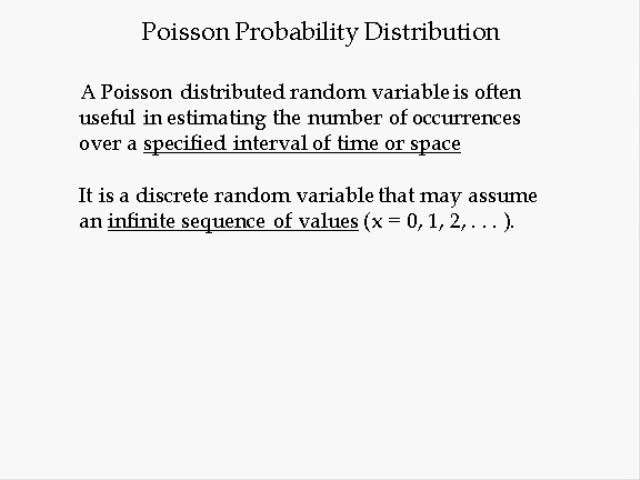 Poisson Probability Distribution
A Poisson distributed random variable is often
useful in estimating the number of occurrences
over a specified interval of time or space
It is a discrete random variable that may assume
an infinite sequence of values (x = 0, 1, 2, . . . ).